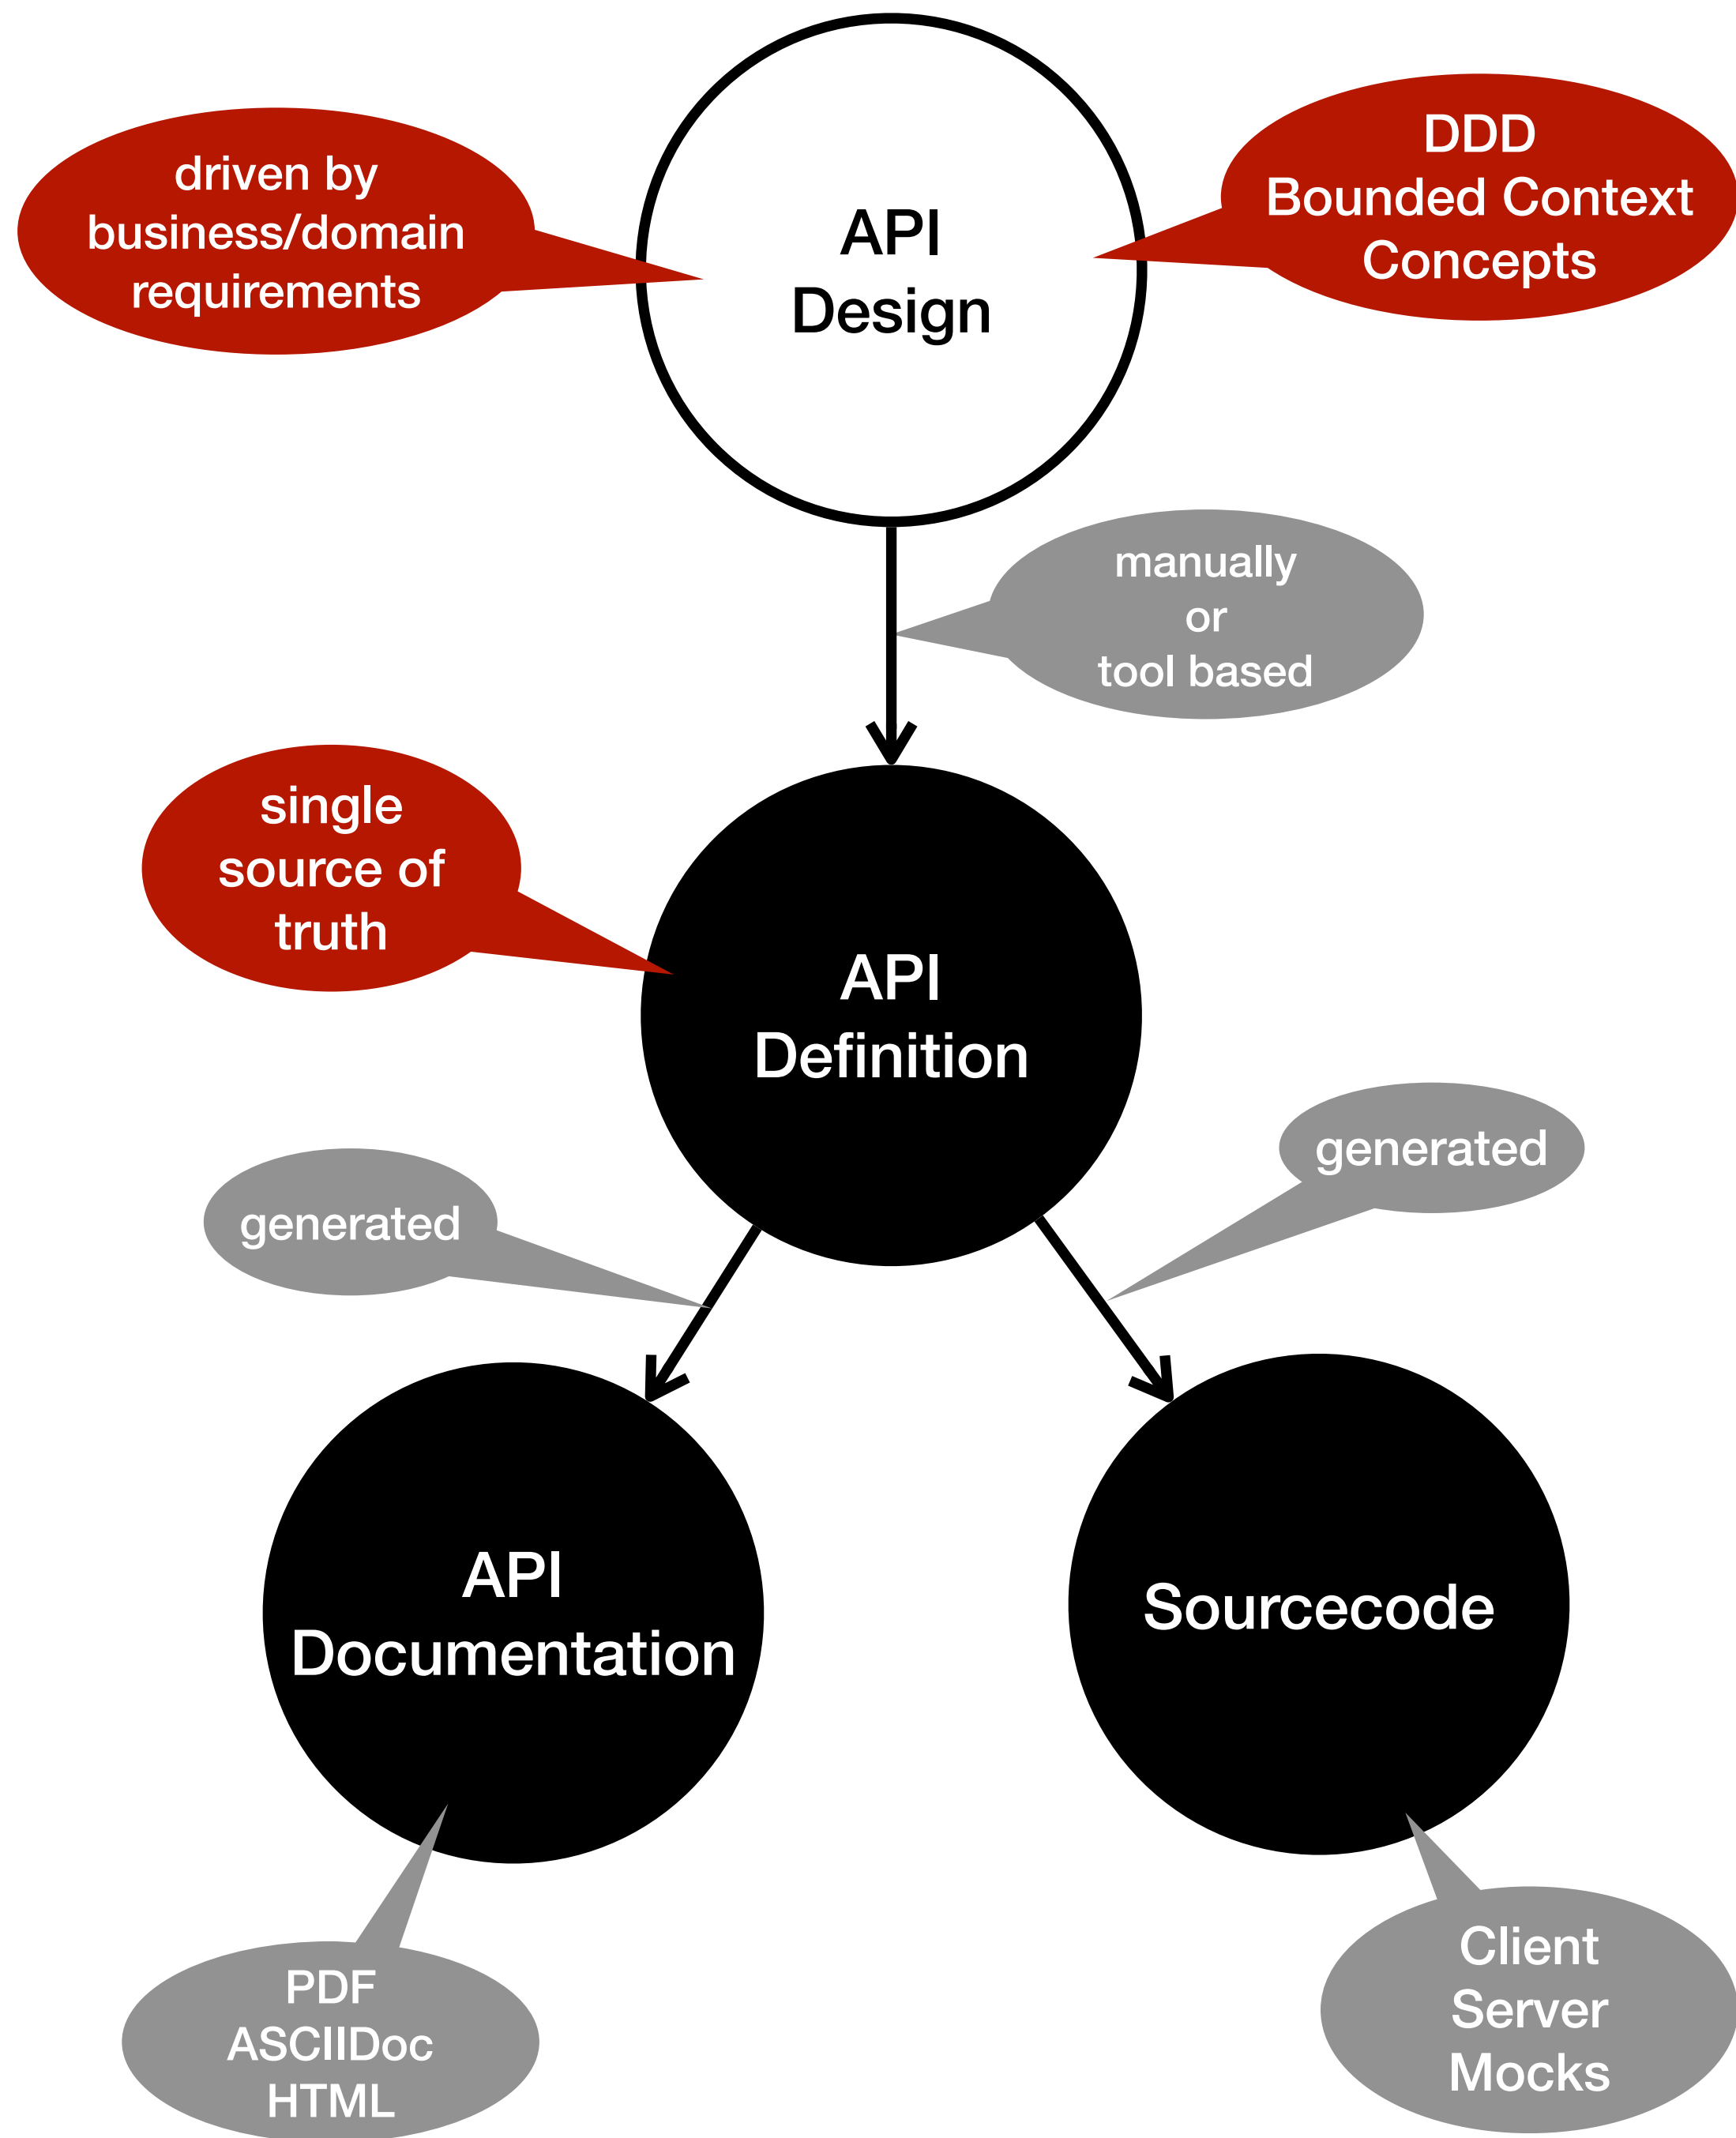 driven by
business/domain
requirements
API
Design
DDD
Bounded Context
Concepts
manually
or
tool based
single
source of
truth
API
Definition
generated
generated
API
Documentation
Sourcecode
PDF
ASCIIDoc
HTML
Client
Server
Mocks